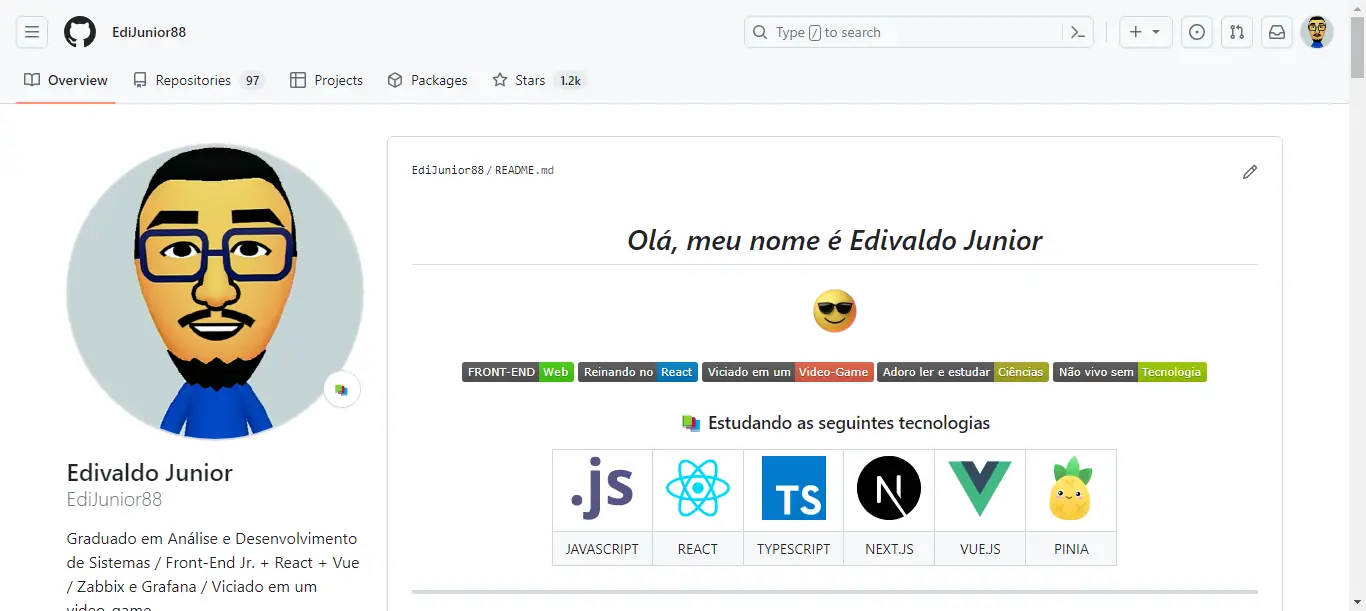 EdiJunior88
Type / to search
Overview
Repositories 97
Projects
Packages
Stars 1.2k
EdiJunior88 / README.md
Olá, meu nome é Edivaldo Junior
FRONT-END Web
Reinando no React
Viciado em um Video-Game
Adoro ler e estudar Ciências
Não vivo sem Tecnologia
Estudando as seguintes tecnologias
.js
TS
N
JAVASCRIPT
REACT
TYPESCRIPT
NEXT.JS
VUE.JS
PINIA
Edivaldo Junior
EdiJunior88
Graduado em Análise e Desenvolvimento
de Sistemas / Front-End Jr. + React + Vue
/ Zabbix e Grafana / Viciado em um
video-game